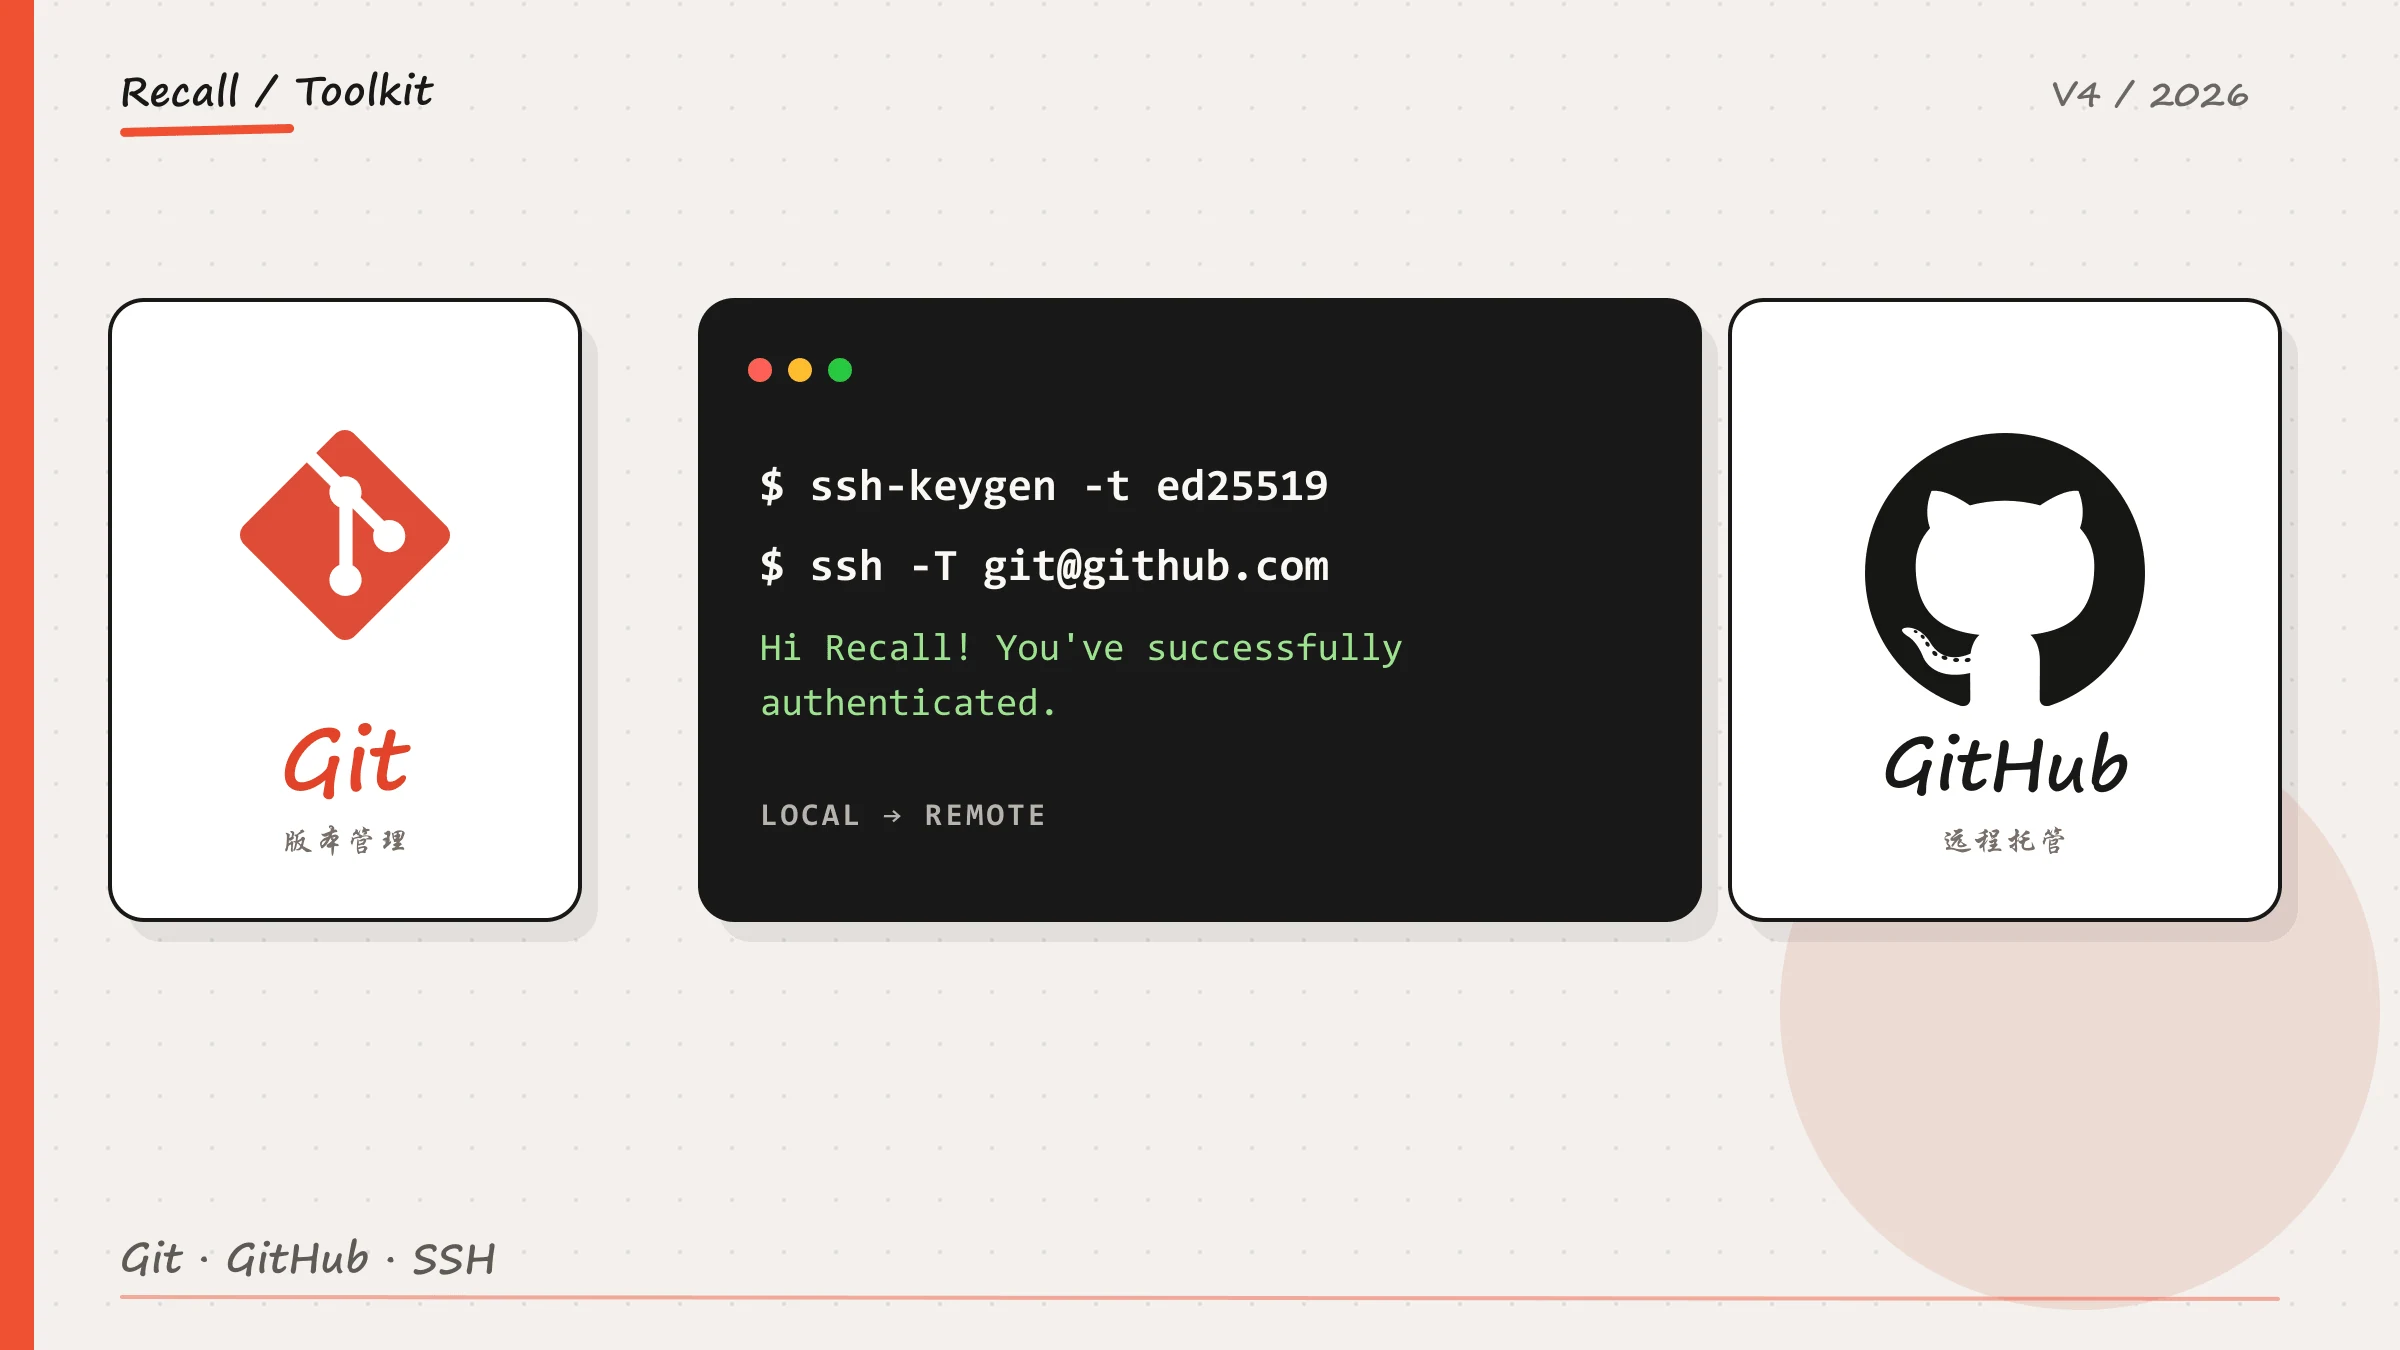 Recall / Toolkit
V4 / 2026
Git
版本管理
$ ssh-keygen -t ed25519
$ ssh -T git@github.com
Hi Recall! You've successfully
authenticated.
LOCAL → REMOTE
GitHub
远程托管
Git · GitHub · SSH